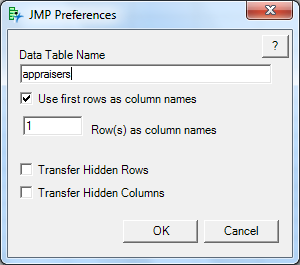 JMP Preferences
?
Data Table Name
appraisers
Use first rows as column names
1 Row(s) as column names
Transfer Hidden Rows
Transfer Hidden Columns
OK Cancel